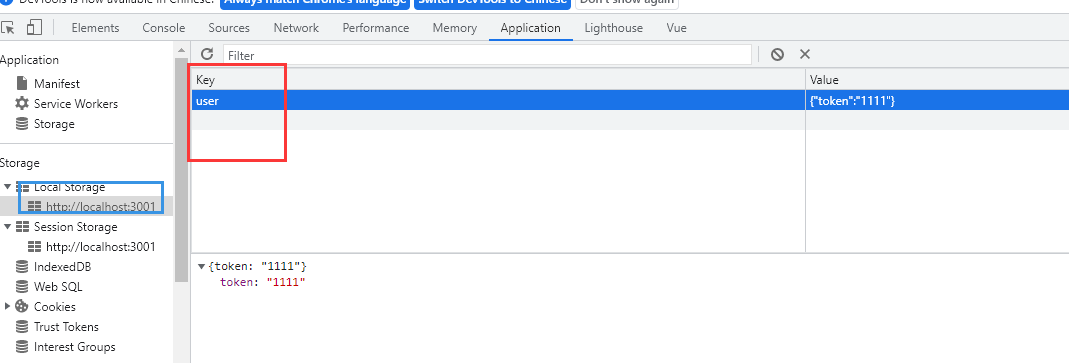 DevTools is now available in Chinese! Always match Chrome's language Switch DevTools to Chinese Don't show again
Elements Console Sources Network Performance Memory Application Lighthouse Vue
Application
Manifest
Service Workers
Storage
Storage
Local Storage
http://localhost:3001
Session Storage
http://localhost:3001
IndexedDB
Web SQL
Cookies
Trust Tokens
Interest Groups
Filter
Key Value
user {"token":"1111"}
{token: "1111"}
token: "1111"